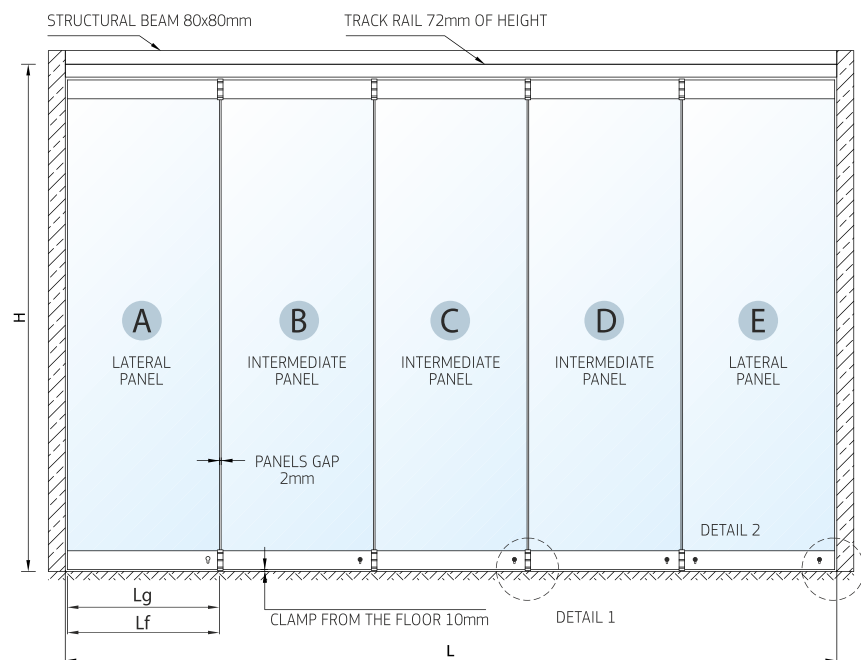 STRUCTURAL BEAM 80x80mm
TRACK RAIL 72mm OF HEIGHT
H
A
B
C
D
E
LATERAL
PANEL
INTERMEDIATE
PANEL
INTERMEDIATE
PANEL
INTERMEDIATE
PANEL
LATERAL
PANEL
PANELS GAP
2mm
DETAIL 2
Lg
CLAMP FROM THE FLOOR 10mm
DETAIL 1
Lf
L